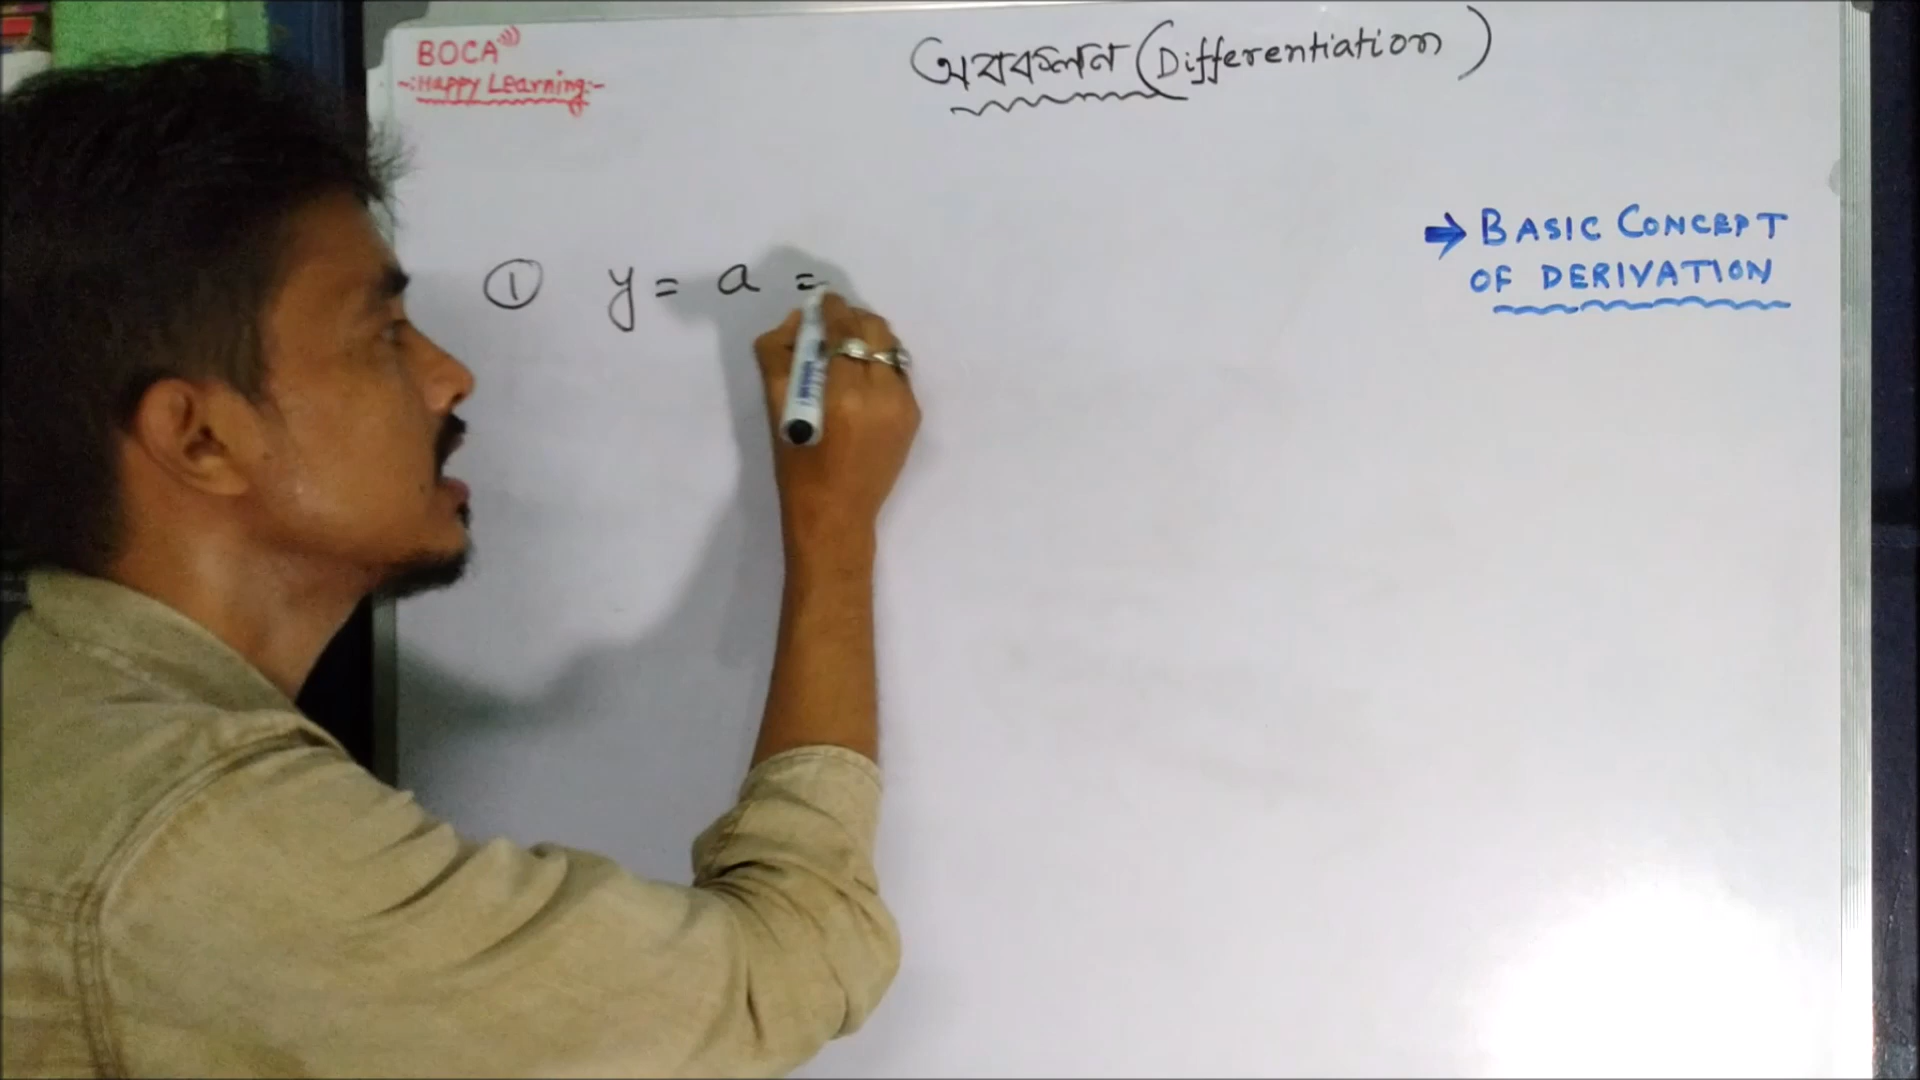 BOCA
-:Happy Learning:-
অবকলন (Differentiation)
→ BASIC CONCEPT
OF DERIVATION
① y = a =